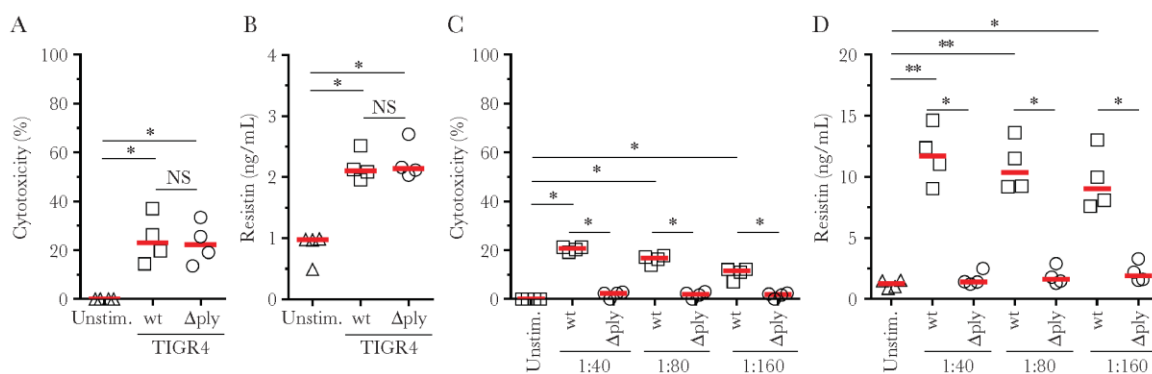 A
Cytotoxicity (%)
100
80
60
40
20
0
*
*
NS
Unstim. wt Δply
TIGR4
B
Resistin (ng/mL)
4
3
2
1
0
*
*
NS
Unstim. wt Δply
TIGR4
C
Cytotoxicity (%)
100
80
60
40
20
0
*
*
*
*
*
*
Unstim. wt Δply wt Δply wt Δply
1:40 1:80 1:160
D
Resistin (ng/mL)
20
15
10
5
0
*
**
**
*
*
*
Unstim. wt Δply wt Δply wt Δply
1:40 1:80 1:160